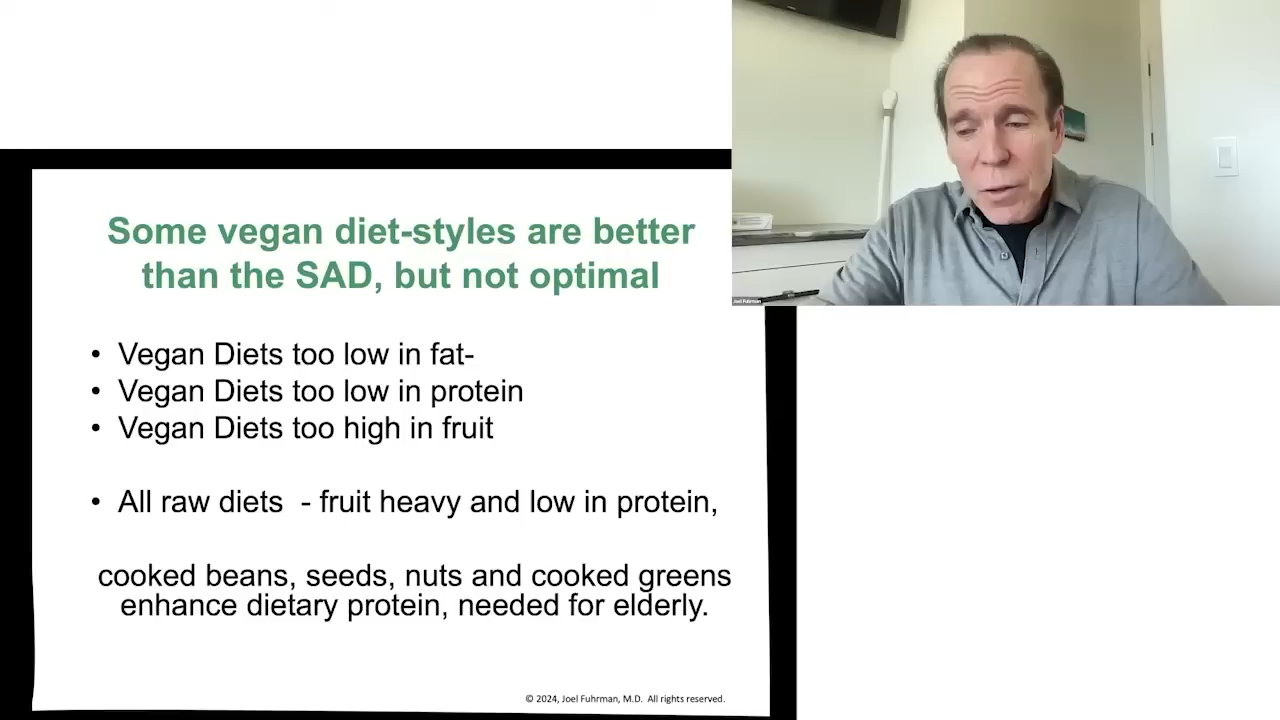 Some vegan diet-styles are better
than the SAD, but not optimal
• Vegan Diets too low in fat-
• Vegan Diets too low in protein
• Vegan Diets too high in fruit
• All raw diets - fruit heavy and low in protein,
cooked beans, seeds, nuts and cooked greens
enhance dietary protein, needed for elderly.
© 2024, Joel Fuhrman, M.D. All rights reserved.
Joel Fuhrman